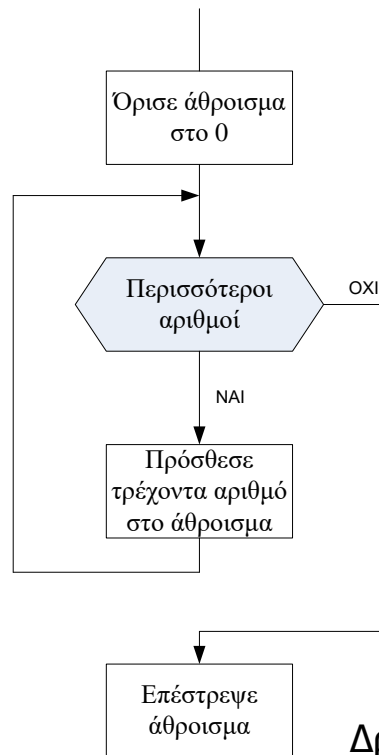 Όρισε άθροισμα
στο 0
Περισσότεροι
αριθμοί
ΟΧΙ
ΝΑΙ
Πρόσθεσε
τρέχοντα αριθμό
στο άθροισμα
Επέστρεψε
άθροισμα